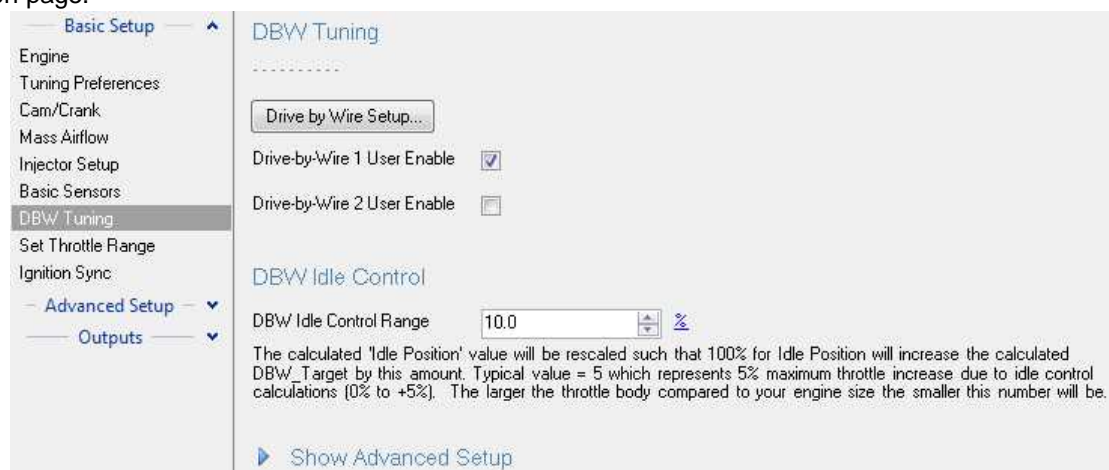 on page.
Basic Setup
Engine
Tuning Preferences
Cam/Crank
Mass Airflow
Injector Setup
Basic Sensors
DBW Tuning
Set Throttle Range
Ignition Sync
Advanced Setup
Outputs
DBW Tuning
----------
Drive by Wire Setup...
Drive-by-Wire 1 User Enable
Drive-by-Wire 2 User Enable
DBW Idle Control
DBW Idle Control Range 10.0 %
The calculated 'Idle Position' value will be rescaled such that 100% for Idle Position will increase the calculated
DBW_Target by this amount. Typical value = 5 which represents 5% maximum throttle increase due to idle control
calculations (0% to +5%).  The larger the throttle body compared to your engine size the smaller this number will be.
Show Advanced Setup